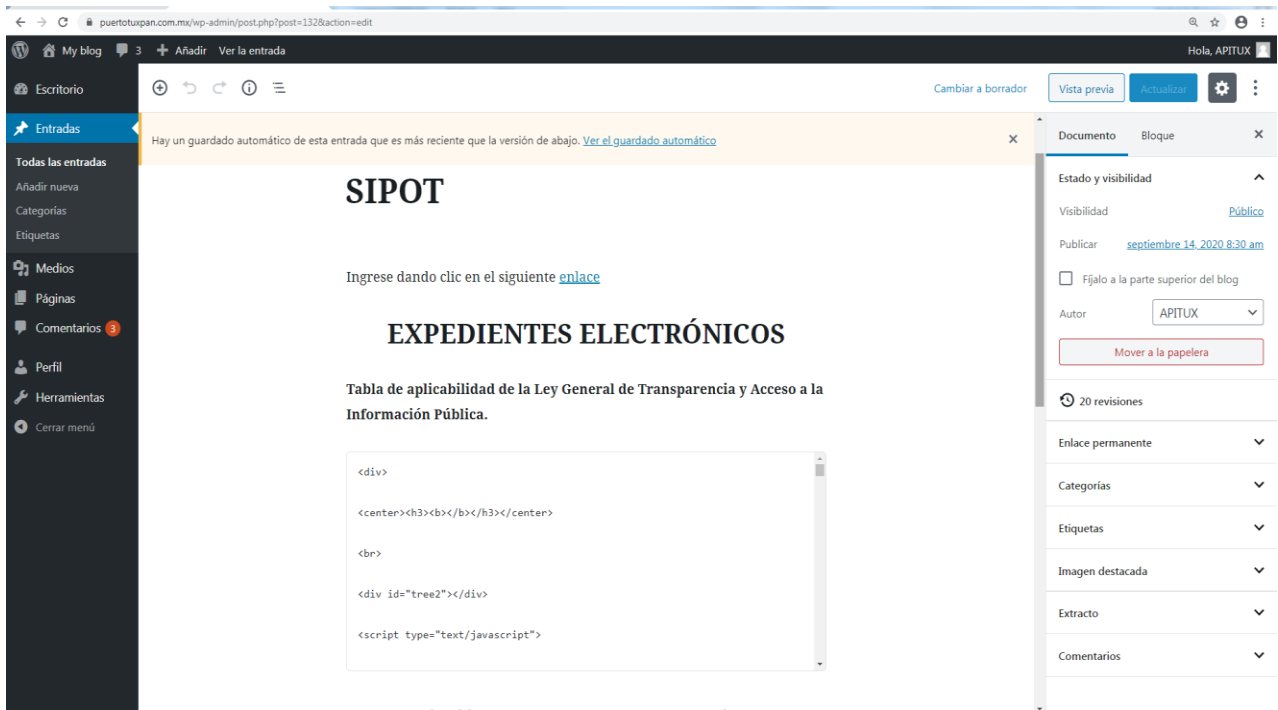 puertotuxpan.com.mx/wp-admin/post.php?post=132&action=edit
My blog 3 Añadir Ver la entrada Hola, APITUX
Escritorio
Entradas
Todas las entradas
Añadir nueva
Categorías
Etiquetas
Medios
Páginas
Comentarios 3
Perfil
Herramientas
Cerrar menú
Cambiar a borrador Vista previa Actualizar
Hay un guardado automático de esta entrada que es más reciente que la versión de abajo. Ver el guardado automático
SIPOT
Ingrese dando clic en el siguiente enlace
EXPEDIENTES ELECTRÓNICOS
Tabla de aplicabilidad de la Ley General de Transparencia y Acceso a la
Información Pública.
<div>
<center><h3><b></b></h3></center>
<br>
<div id="tree2"></div>
<script type="text/javascript">
Documento Bloque
Estado y visibilidad
Visibilidad Público
Publicar septiembre 14, 2020 8:30 am
Fíjalo a la parte superior del blog
Autor APITUX
Mover a la papelera
20 revisiones
Enlace permanente
Categorías
Etiquetas
Imagen destacada
Extracto
Comentarios